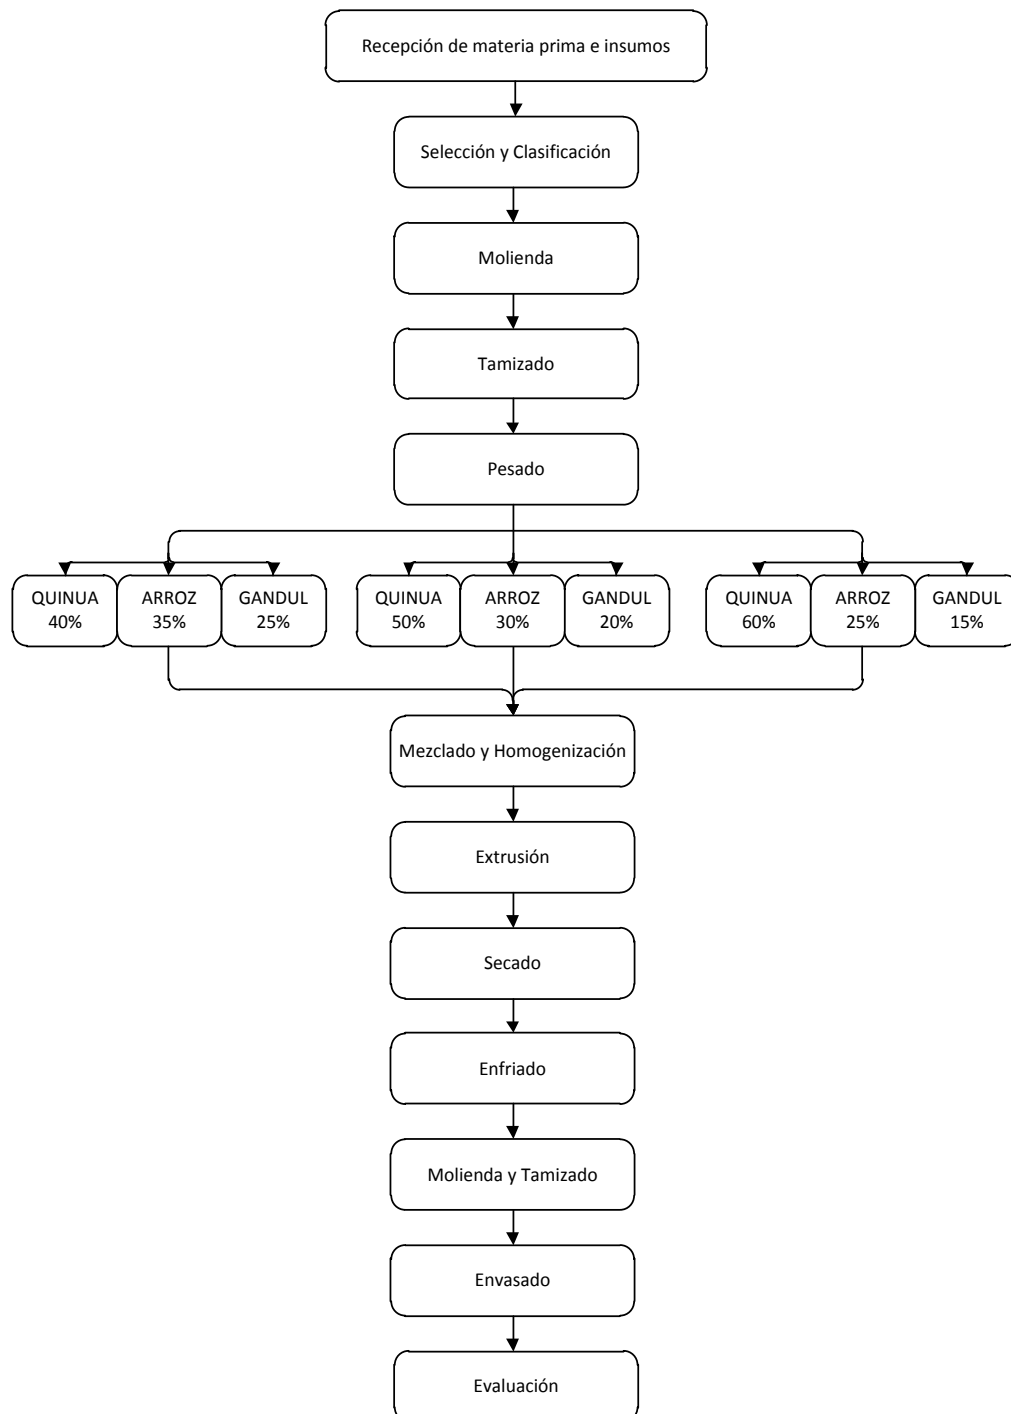 Recepción de materia prima e insumos
Selección y Clasificación
Molienda
Tamizado
Pesado
QUINUA
40%
ARROZ
35%
GANDUL
25%
QUINUA
50%
ARROZ
30%
GANDUL
20%
QUINUA
60%
ARROZ
25%
GANDUL
15%
Mezclado y Homogenización
Extrusión
Secado
Enfriado
Molienda y Tamizado
Envasado
Evaluación